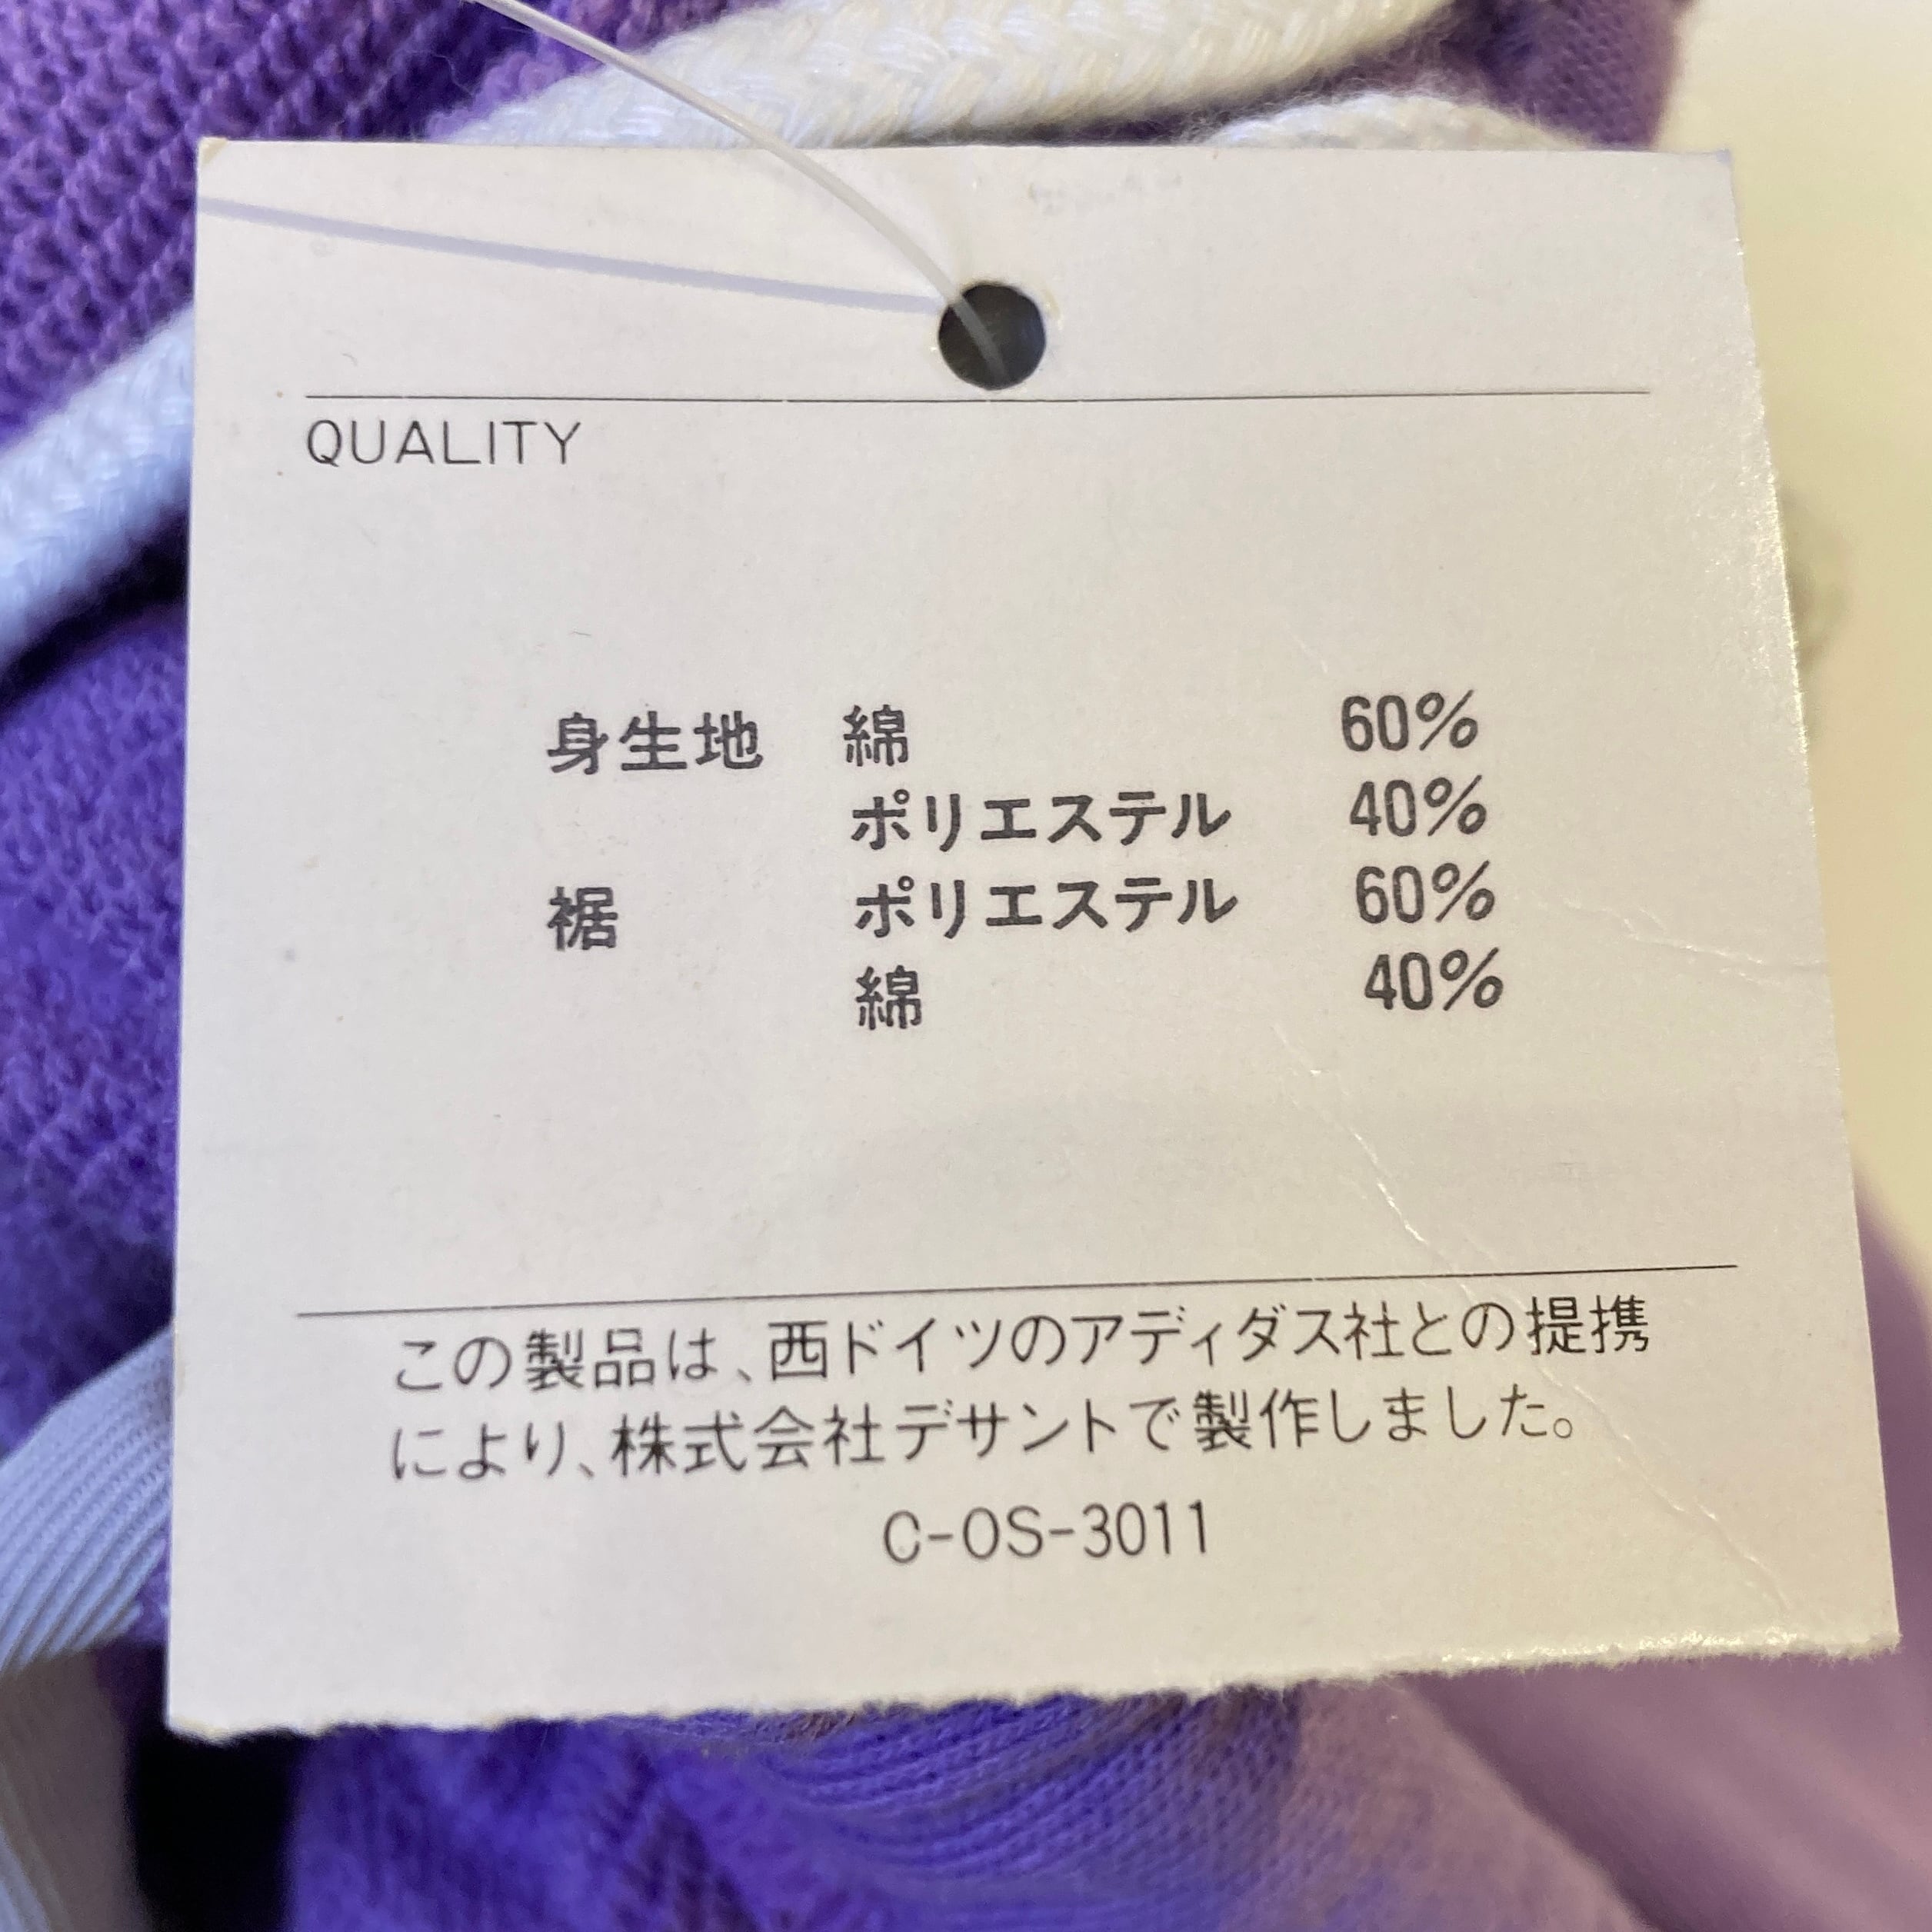 QUALITY
身生地 綿 60%
ポリエステル 40%
裾 ポリエステル 60%
綿 40%
この製品は、西ドイツのアディダス社との提携
により、株式会社デサントで製作しました。
C-OS-3011